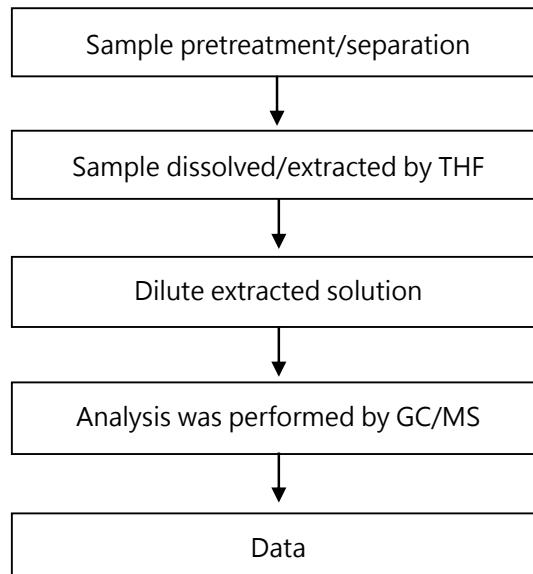 Sample pretreatment/separation
Sample dissolved/extracted by THF
Dilute extracted solution
Analysis was performed by GC/MS
Data